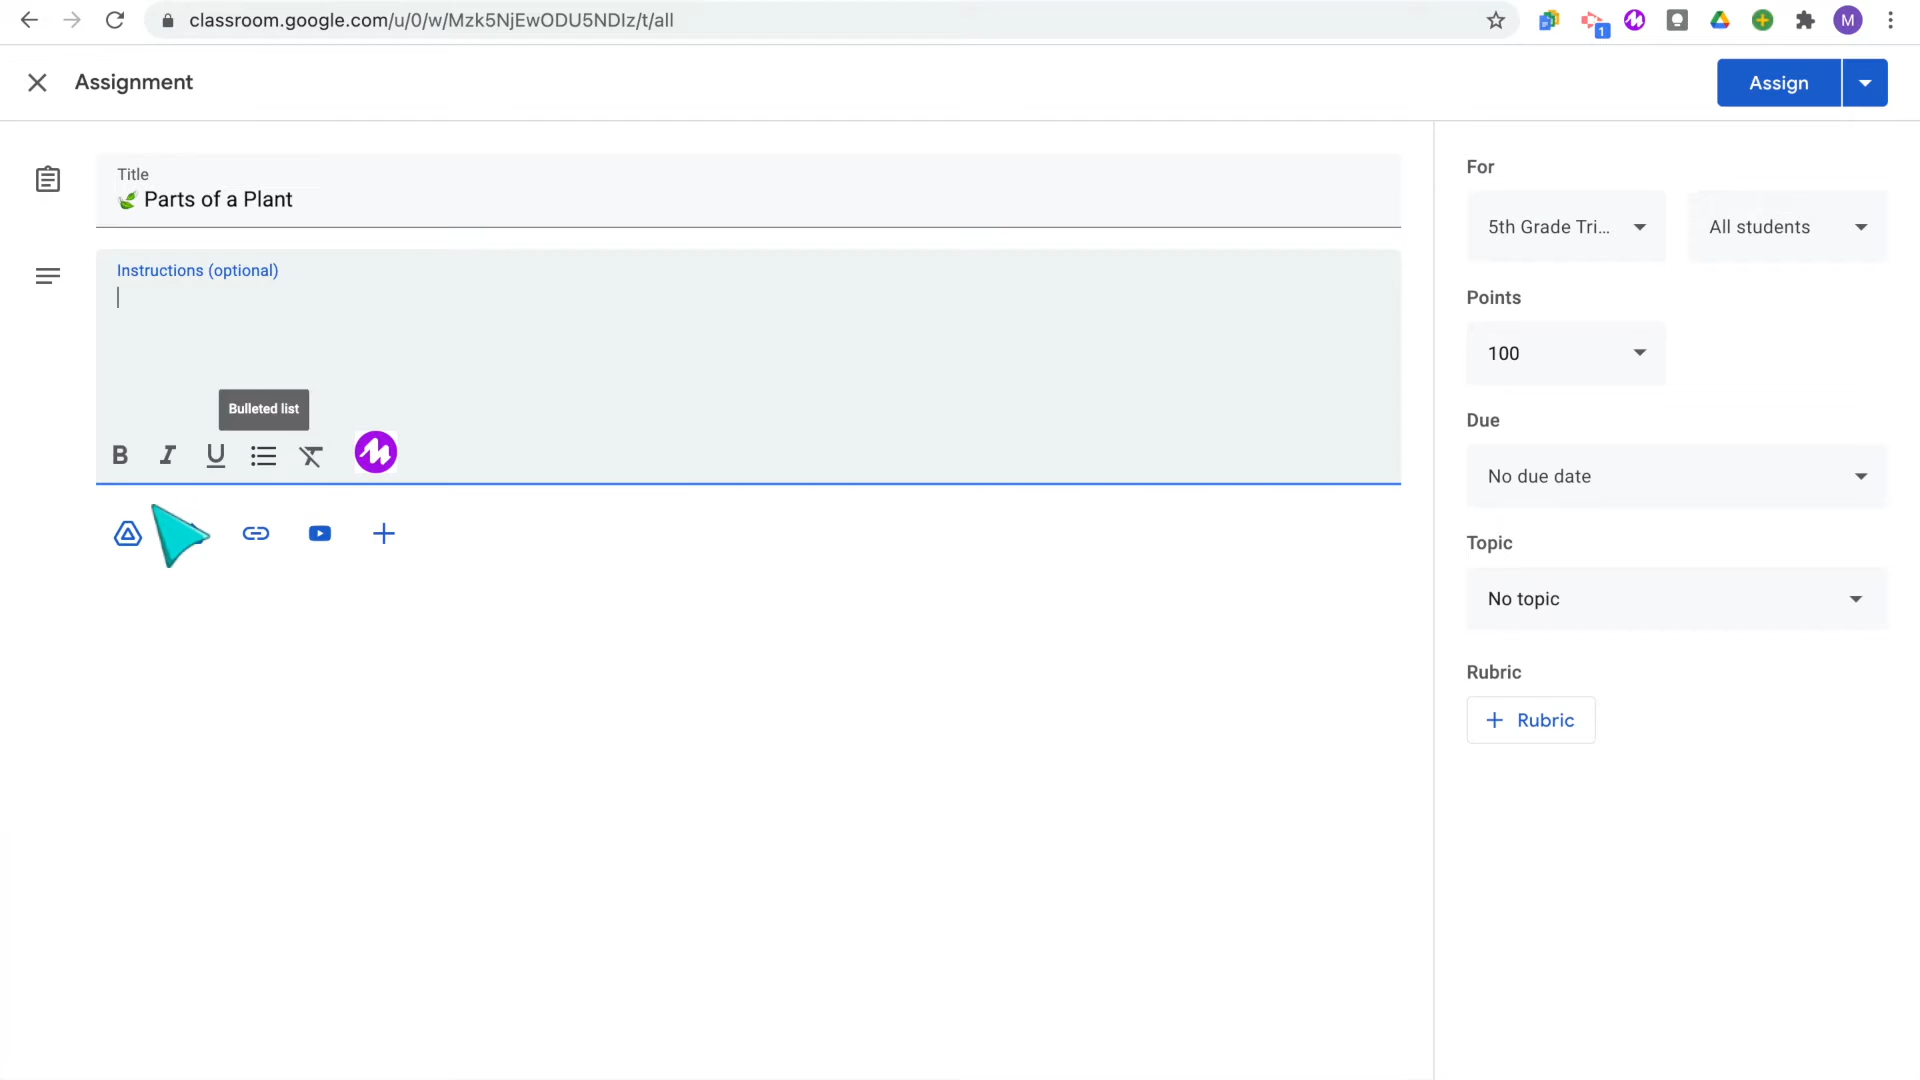 classroom.google.com/u/0/w/Mzk5NjEwODU5NDIz/t/all
1
M
Assignment
Assign
Title
Parts of a Plant
Instructions (optional)
Bulleted list
B I U
For
5th Grade Tri...
All students
Points
100
Due
No due date
Topic
No topic
Rubric
+ Rubric